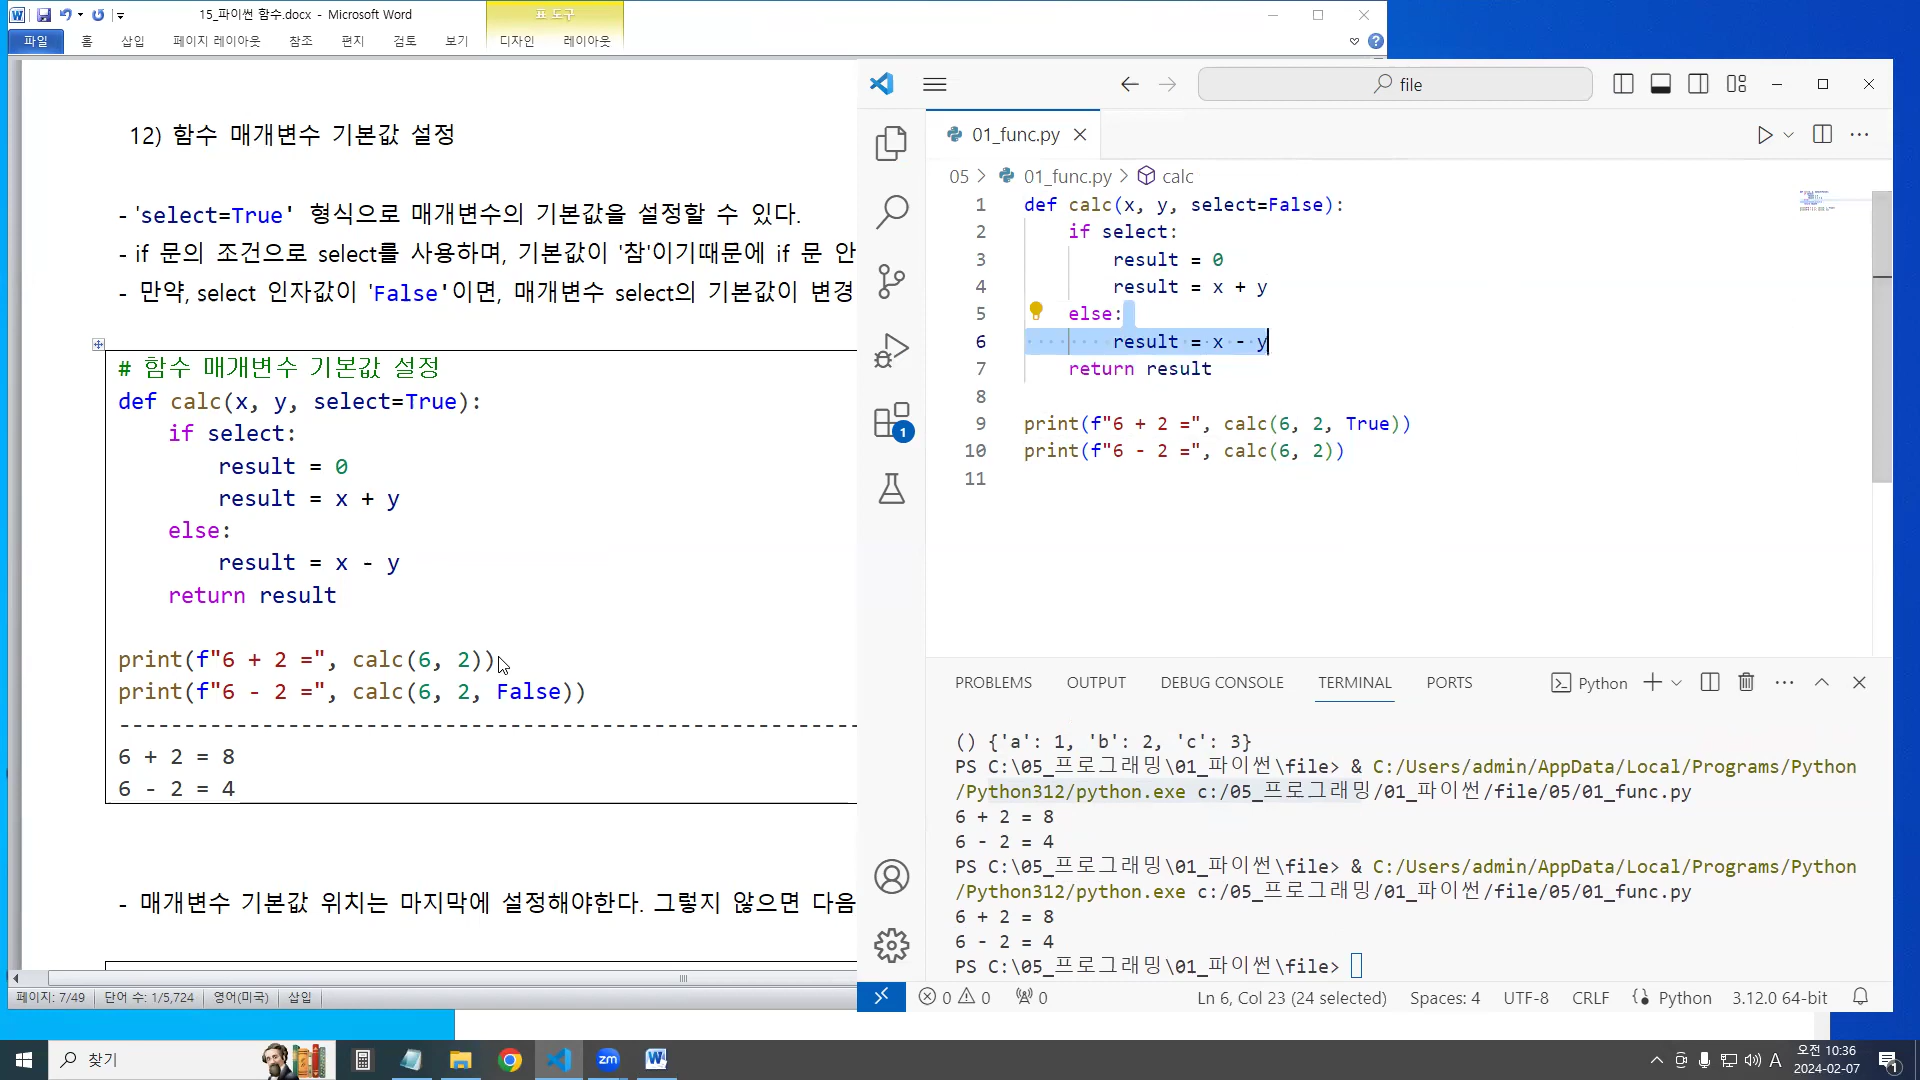 15_파이썬 함수.docx - Microsoft Word
표 도구
파일 홈 삽입 페이지 레이아웃 참조 편지 검토 보기 디자인 레이아웃
12) 함수 매개변수 기본값 설정
- 'select=True' 형식으로 매개변수의 기본값을 설정할 수 있다.
- if 문의 조건으로 select를 사용하며, 기본값이 '참'이기때문에 if 문 안
- 만약, select 인자값이 'False'이면, 매개변수 select의 기본값이 변경
# 함수 매개변수 기본값 설정
def calc(x, y, select=True):
if select:
result = 0
result = x + y
else:
result = x - y
return result
print(f"6 + 2 =", calc(6, 2))
print(f"6 - 2 =", calc(6, 2, False))
--------------------------------------------------------
6 + 2 = 8
6 - 2 = 4
- 매개변수 기본값 위치는 마지막에 설정해야한다. 그렇지 않으면 다음
페이지: 7/49 단어 수: 1/5,724 영어(미국) 삽입
file
01_func.py
05 > 01_func.py > calc
1 def calc(x, y, select=False):
2 if select:
3 result = 0
4 result = x + y
5 else:
6 result = x - y
7 return result
8
9 print(f"6 + 2 =", calc(6, 2, True))
10 print(f"6 - 2 =", calc(6, 2))
11
1
PROBLEMS OUTPUT DEBUG CONSOLE TERMINAL PORTS Python
() {'a': 1, 'b': 2, 'c': 3}
PS C:\05_프로그래밍\01_파이썬\file> & C:/Users/admin/AppData/Local/Programs/Python
/Python312/python.exe c:/05_프로그래밍/01_파이썬/file/05/01_func.py
6 + 2 = 8
6 - 2 = 4
PS C:\05_프로그래밍\01_파이썬\file> & C:/Users/admin/AppData/Local/Programs/Python
/Python312/python.exe c:/05_프로그래밍/01_파이썬/file/05/01_func.py
6 + 2 = 8
6 - 2 = 4
PS C:\05_프로그래밍\01_파이썬\file>
0 0 0 Ln 6, Col 23 (24 selected) Spaces: 4 UTF-8 CRLF Python 3.12.0 64-bit
찾기
zm
A
오전 10:36
2024-02-07
1